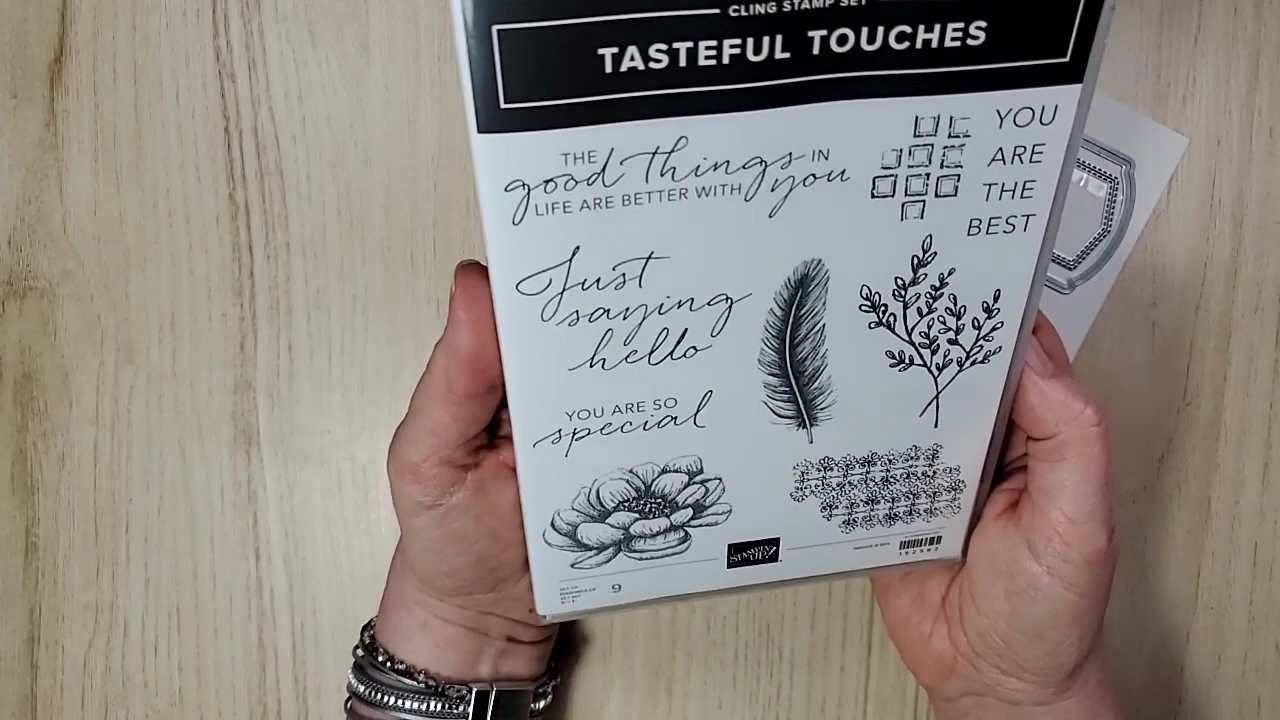 CLING STAMP SET
TASTEFUL TOUCHES
THE good things IN
LIFE ARE BETTER WITH you
YOU
ARE
THE
BEST
Just
saying
hello
YOU ARE SO
special
STAMPIN' UP!
9
152562